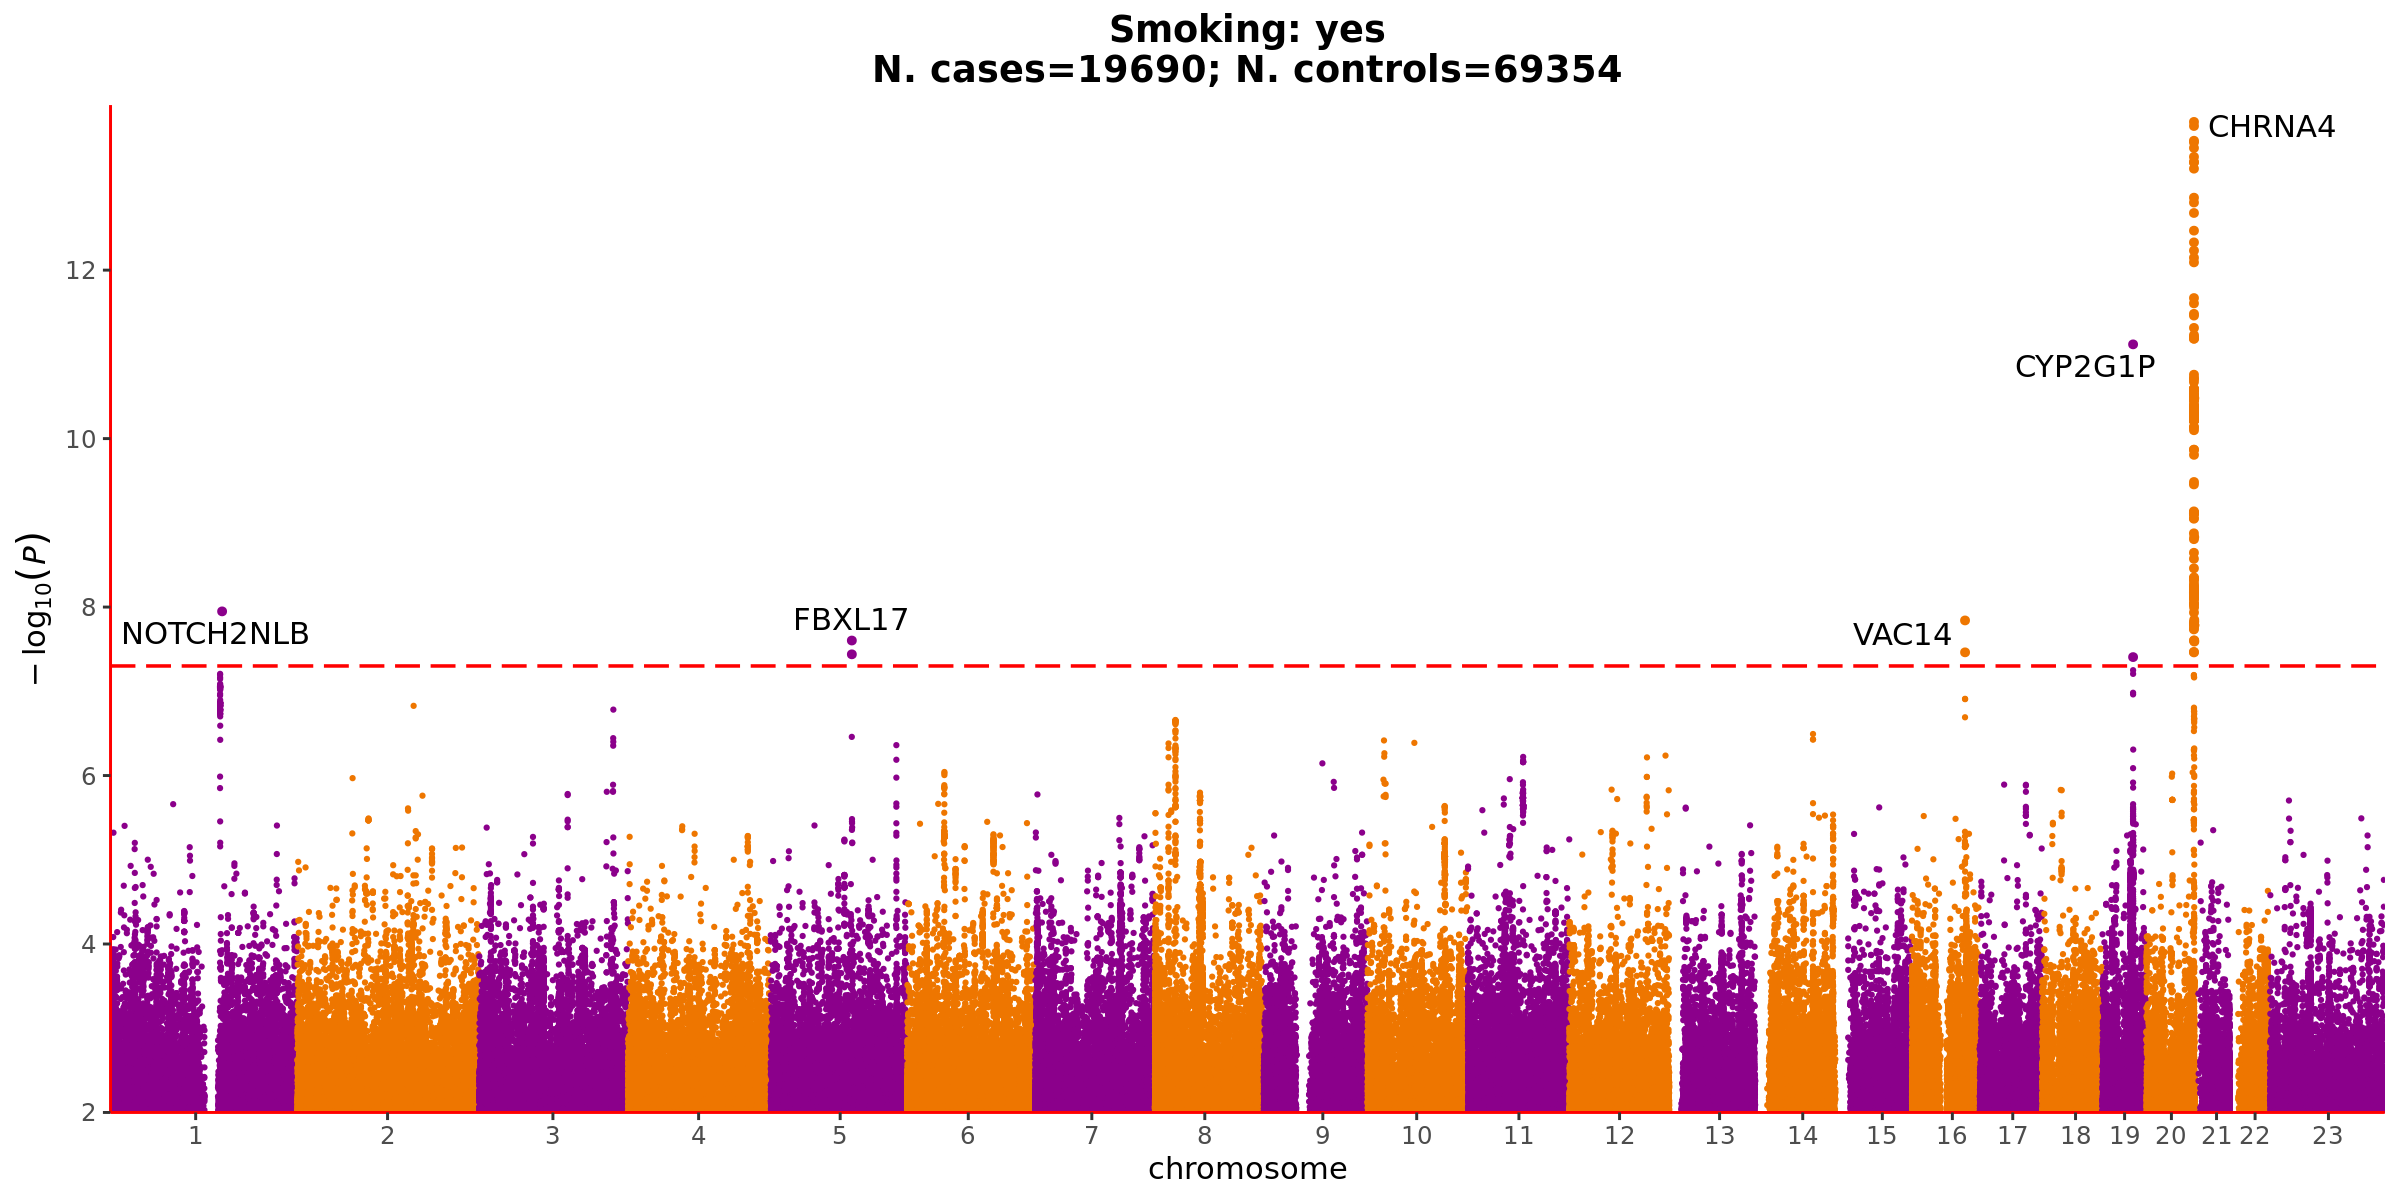 Smoking: yes
N. cases=19690; N. controls=69354
CHRNA4
CYP2G1P
NOTCH2NLB
FBXL17
VAC14
−log10(P)
12
10
8
6
4
2
1 2 3 4 5 6 7 8 9 10 11 12 13 14 15 16 17 18 19 20 21 22 23
chromosome